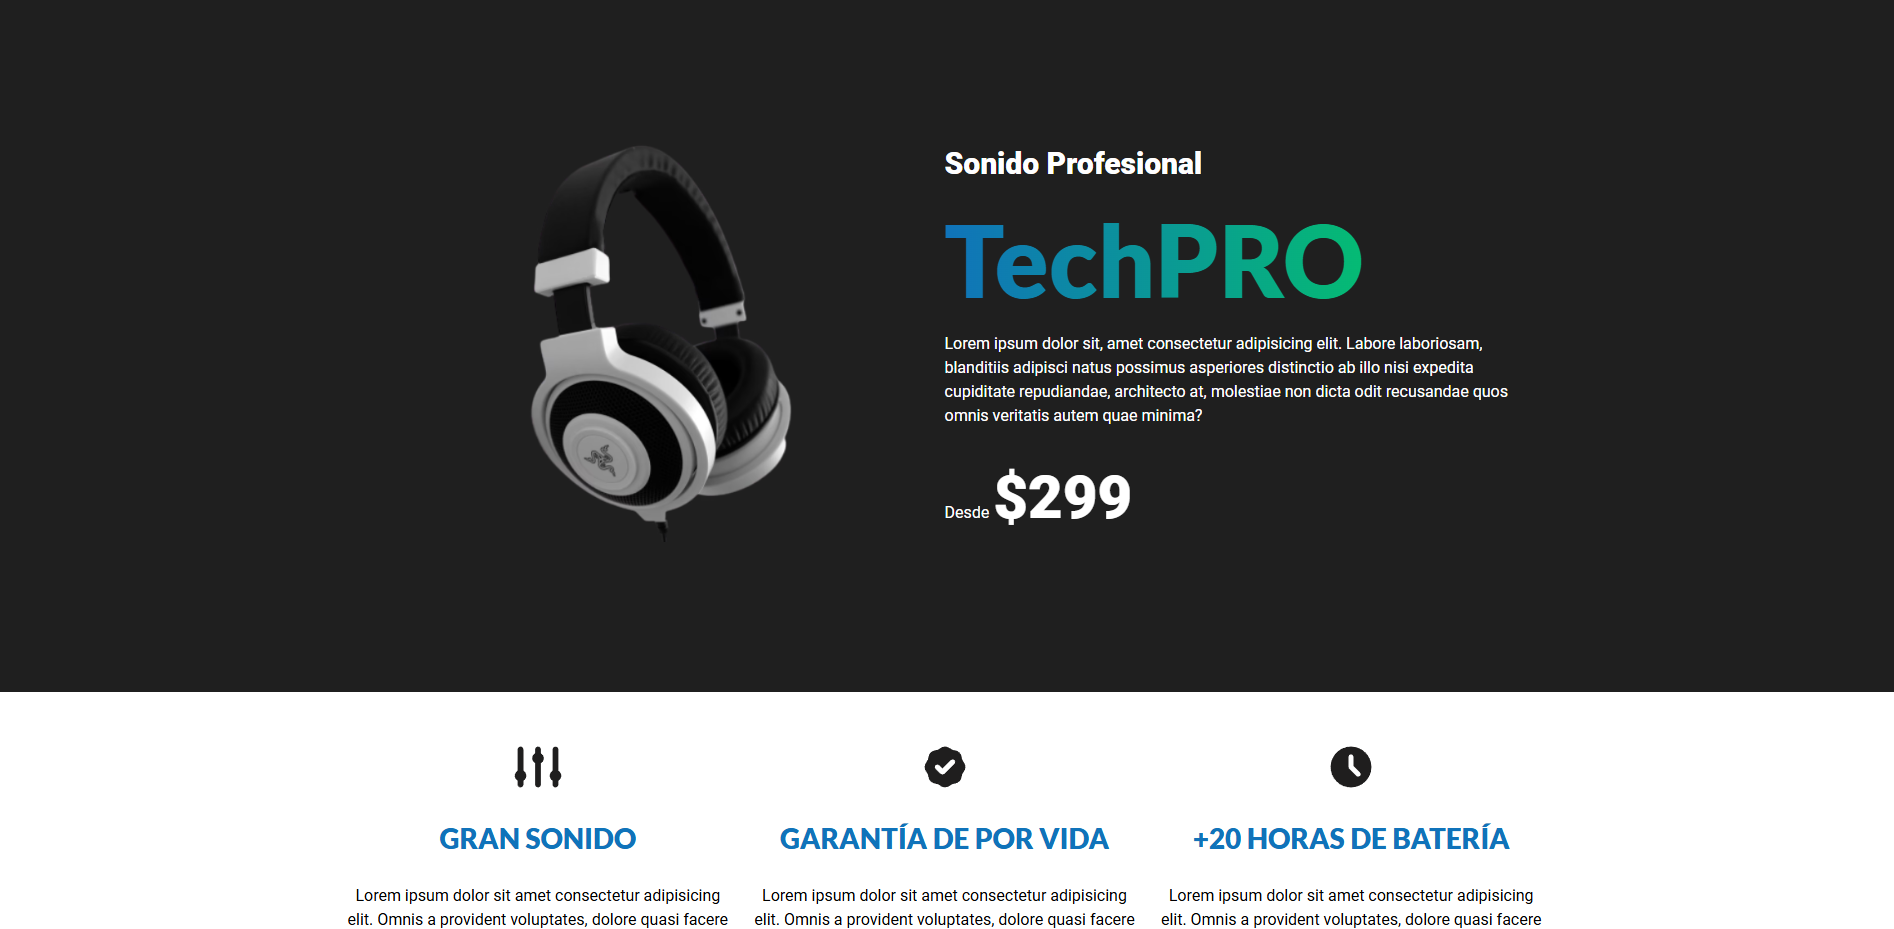 Sonido Profesional
TechPRO
Lorem ipsum dolor sit, amet consectetur adipisicing elit. Labore laboriosam,
blanditiis adipisci natus possimus asperiores distinctio ab illo nisi expedita
cupiditate repudiandae, architecto at, molestiae non dicta odit recusandae quos
omnis veritatis autem quae minima?
Desde $299
GRAN SONIDO
Lorem ipsum dolor sit amet consectetur adipisicing
elit. Omnis a provident voluptates, dolore quasi facere
GARANTÍA DE POR VIDA
Lorem ipsum dolor sit amet consectetur adipisicing
elit. Omnis a provident voluptates, dolore quasi facere
+20 HORAS DE BATERÍA
Lorem ipsum dolor sit amet consectetur adipisicing
elit. Omnis a provident voluptates, dolore quasi facere